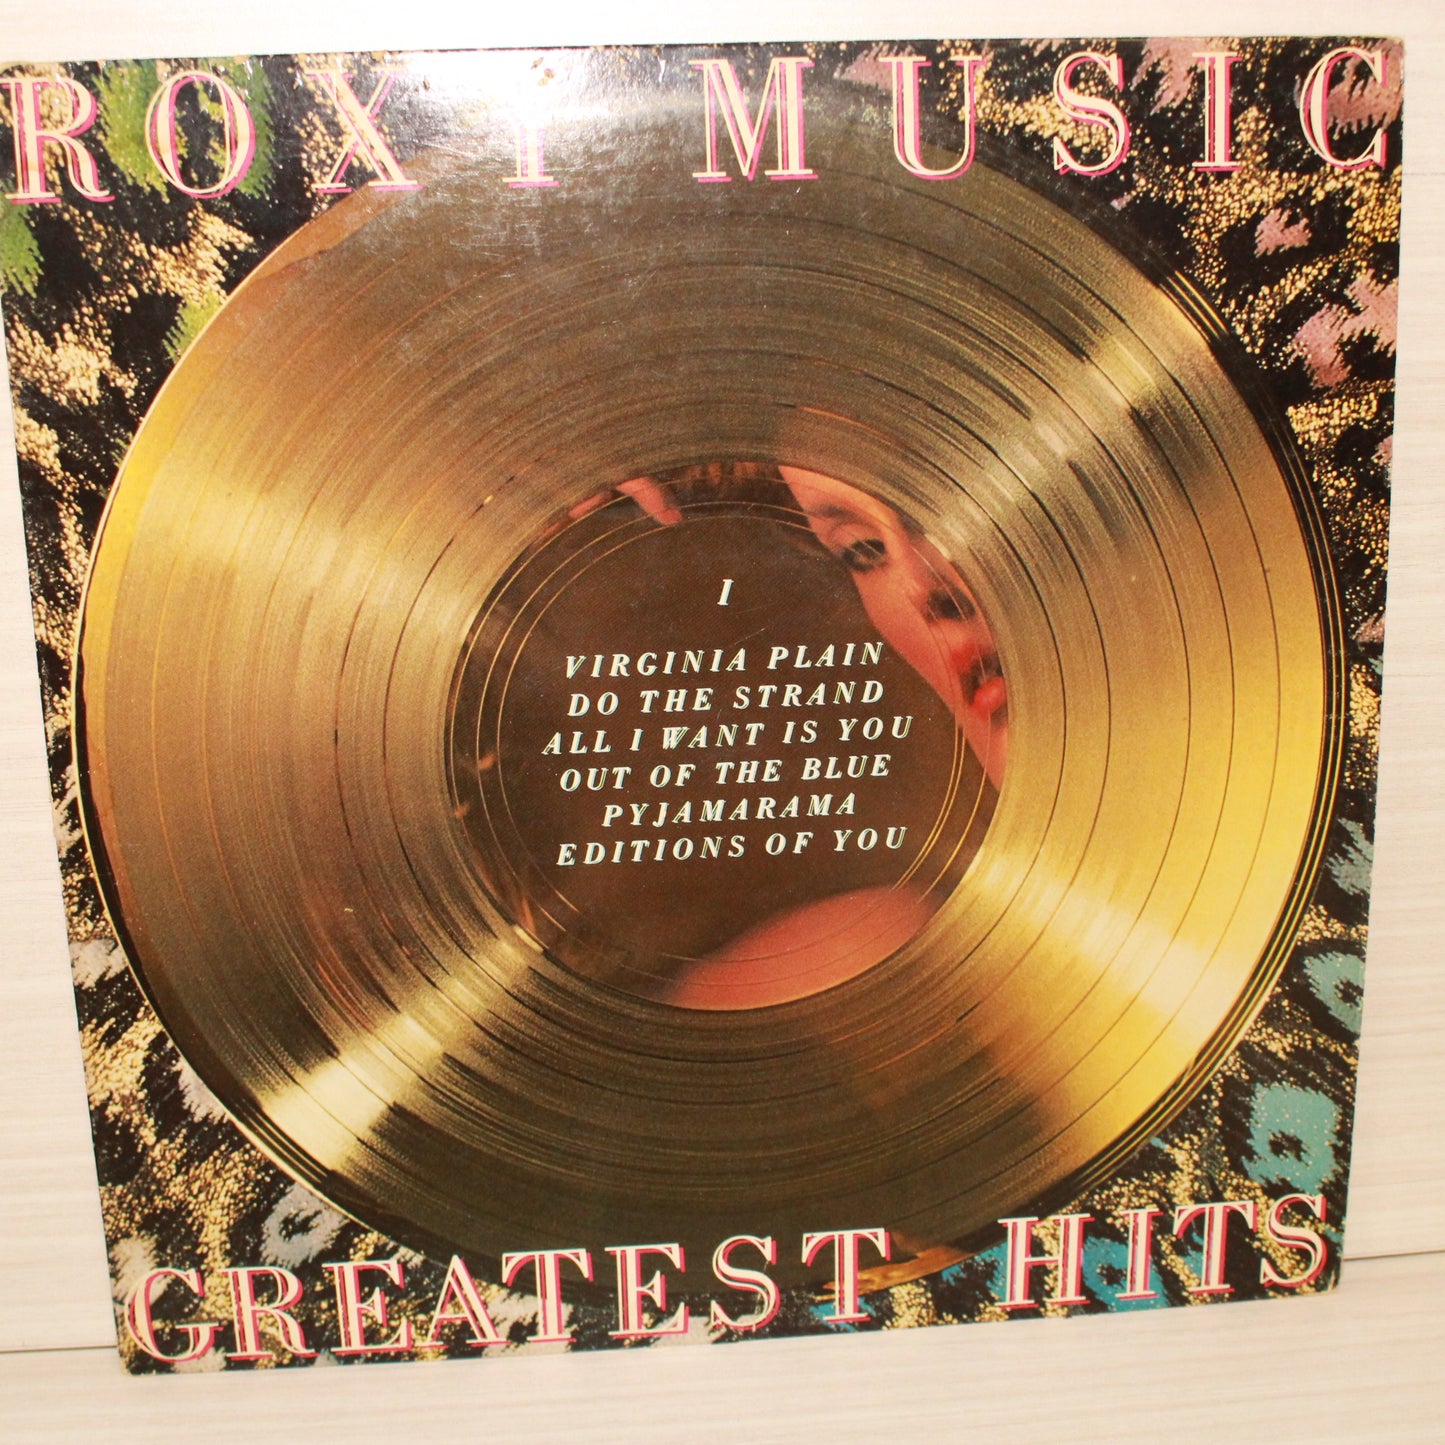 ROXY MUSIC
I
VIRGINIA PLAIN
DO THE STRAND
ALL I WANT IS YOU
OUT OF THE BLUE
PYJAMARAMA
EDITIONS OF YOU
GREATEST HITS